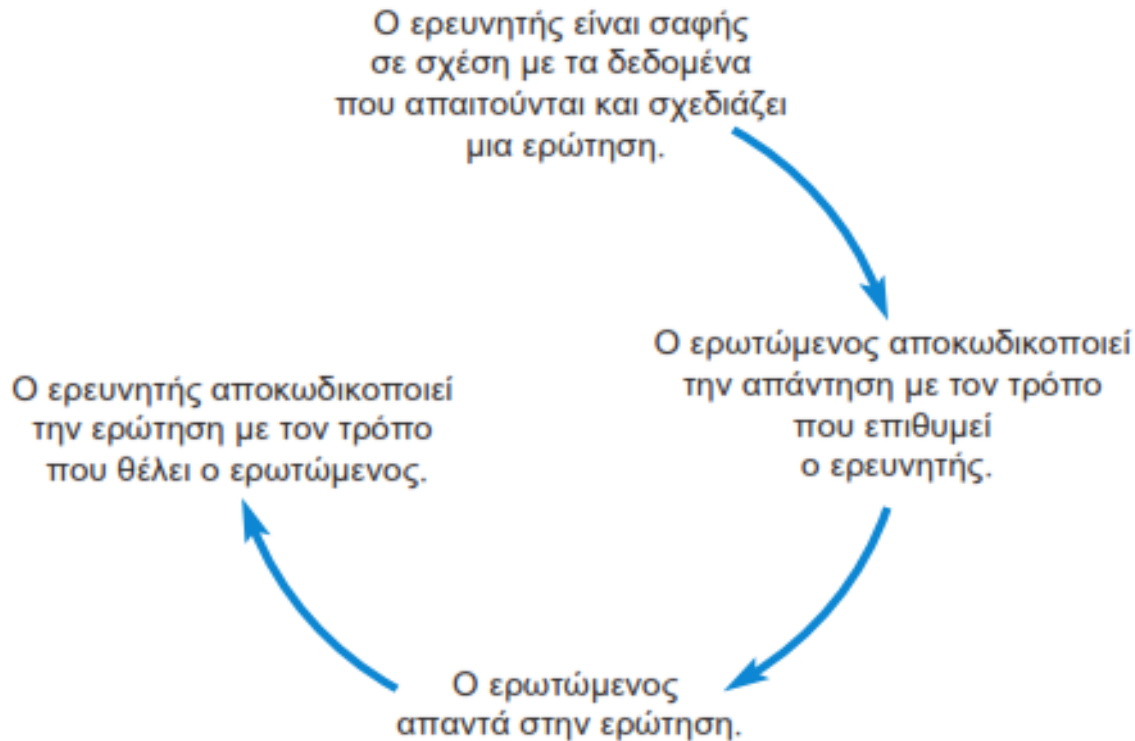 Ο ερευνητής είναι σαφής
σε σχέση με τα δεδομένα
που απαιτούνται και σχεδιάζει
μια ερώτηση.
Ο ερωτώμενος αποκωδικοποιεί
την απάντηση με τον τρόπο
που επιθυμεί
ο ερευνητής.
Ο ερωτώμενος
απαντά στην ερώτηση.
Ο ερευνητής αποκωδικοποιεί
την ερώτηση με τον τρόπο
που θέλει ο ερωτώμενος.